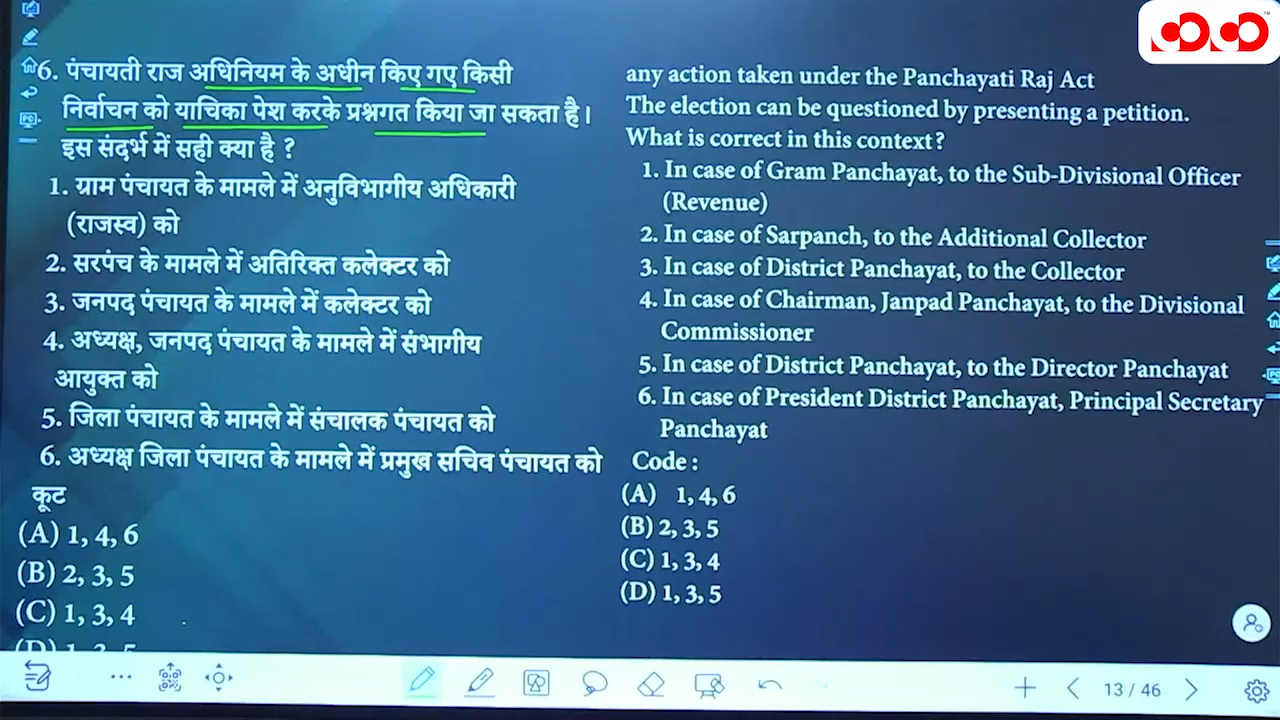 6. पंचायती राज अधिनियम के अधीन किए गए किसी
निर्वाचन को याचिका पेश करके प्रश्नगत किया जा सकता है।
इस संदर्भ में सही क्या है ?
1. ग्राम पंचायत के मामले में अनुविभागीय अधिकारी
(राजस्व) को
2. सरपंच के मामले में अतिरिक्त कलेक्टर को
3. जनपद पंचायत के मामले में कलेक्टर को
4. अध्यक्ष, जनपद पंचायत के मामले में संभागीय
आयुक्त को
5. जिला पंचायत के मामले में संचालक पंचायत को
6. अध्यक्ष जिला पंचायत के मामले में प्रमुख सचिव पंचायत को
कूट
(A) 1, 4, 6
(B) 2, 3, 5
(C) 1, 3, 4
any action taken under the Panchayati Raj Act
The election can be questioned by presenting a petition.
What is correct in this context?
1. In case of Gram Panchayat, to the Sub-Divisional Officer
(Revenue)
2. In case of Sarpanch, to the Additional Collector
3. In case of District Panchayat, to the Collector
4. In case of Chairman, Janpad Panchayat, to the Divisional
Commissioner
5. In case of District Panchayat, to the Director Panchayat
6. In case of President District Panchayat, Principal Secretary
Panchayat
Code :
(A) 1, 4, 6
(B) 2, 3, 5
(C) 1, 3, 4
(D) 1, 3, 5
13 / 46